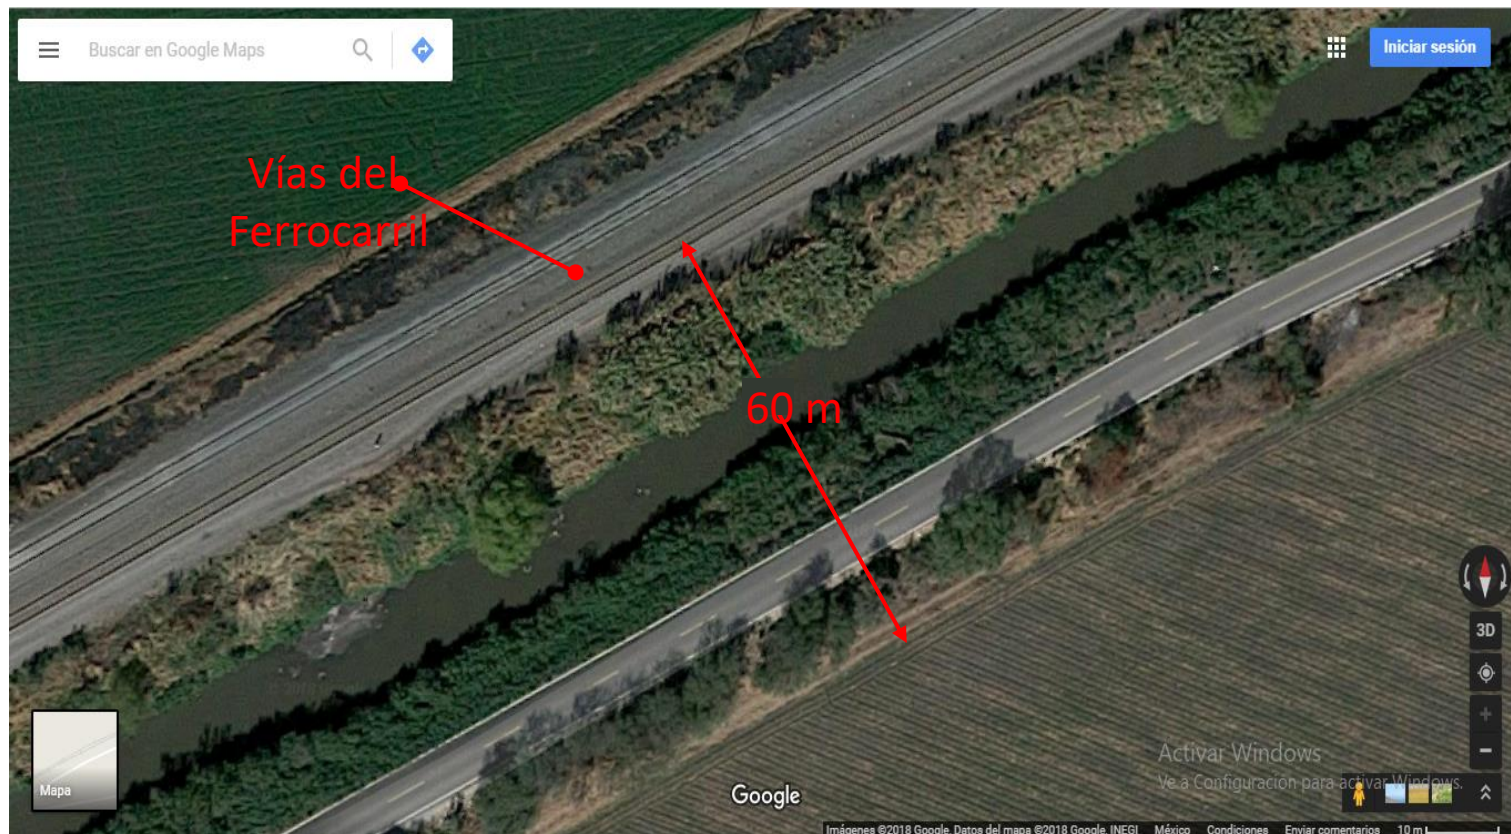 Buscar en Google Maps
Iniciar sesión
Vías del
Ferrocarril
60 m
3D
Activar Windows
Ve a Configuración para activar Windows.
Mapa
Google
Imágenes ©2018 Google, Datos del mapa ©2018 Google, INEGI México Condiciones Enviar comentarios 10 m